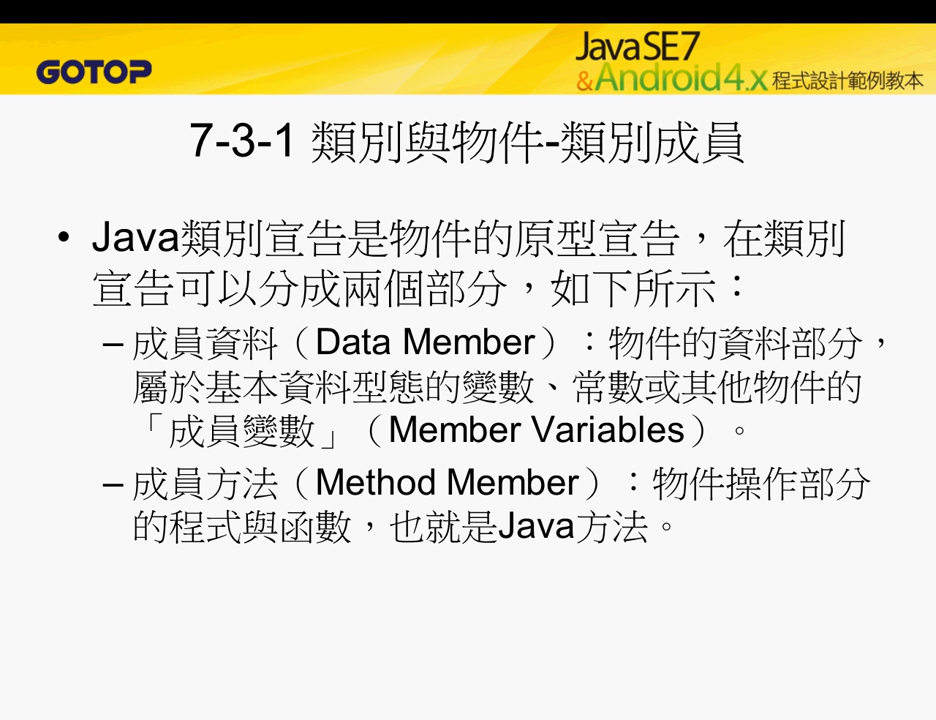 GOTOP
Java SE 7
& Android 4.x 程式設計範例教本
7-3-1 類別與物件-類別成員
• Java類別宣告是物件的原型宣告，在類別
宣告可以分成兩個部分，如下所示：
– 成員資料（Data Member）：物件的資料部分，
屬於基本資料型態的變數、常數或其他物件的
「成員變數」（Member Variables）。
– 成員方法（Method Member）：物件操作部分
的程式與函數，也就是Java方法。